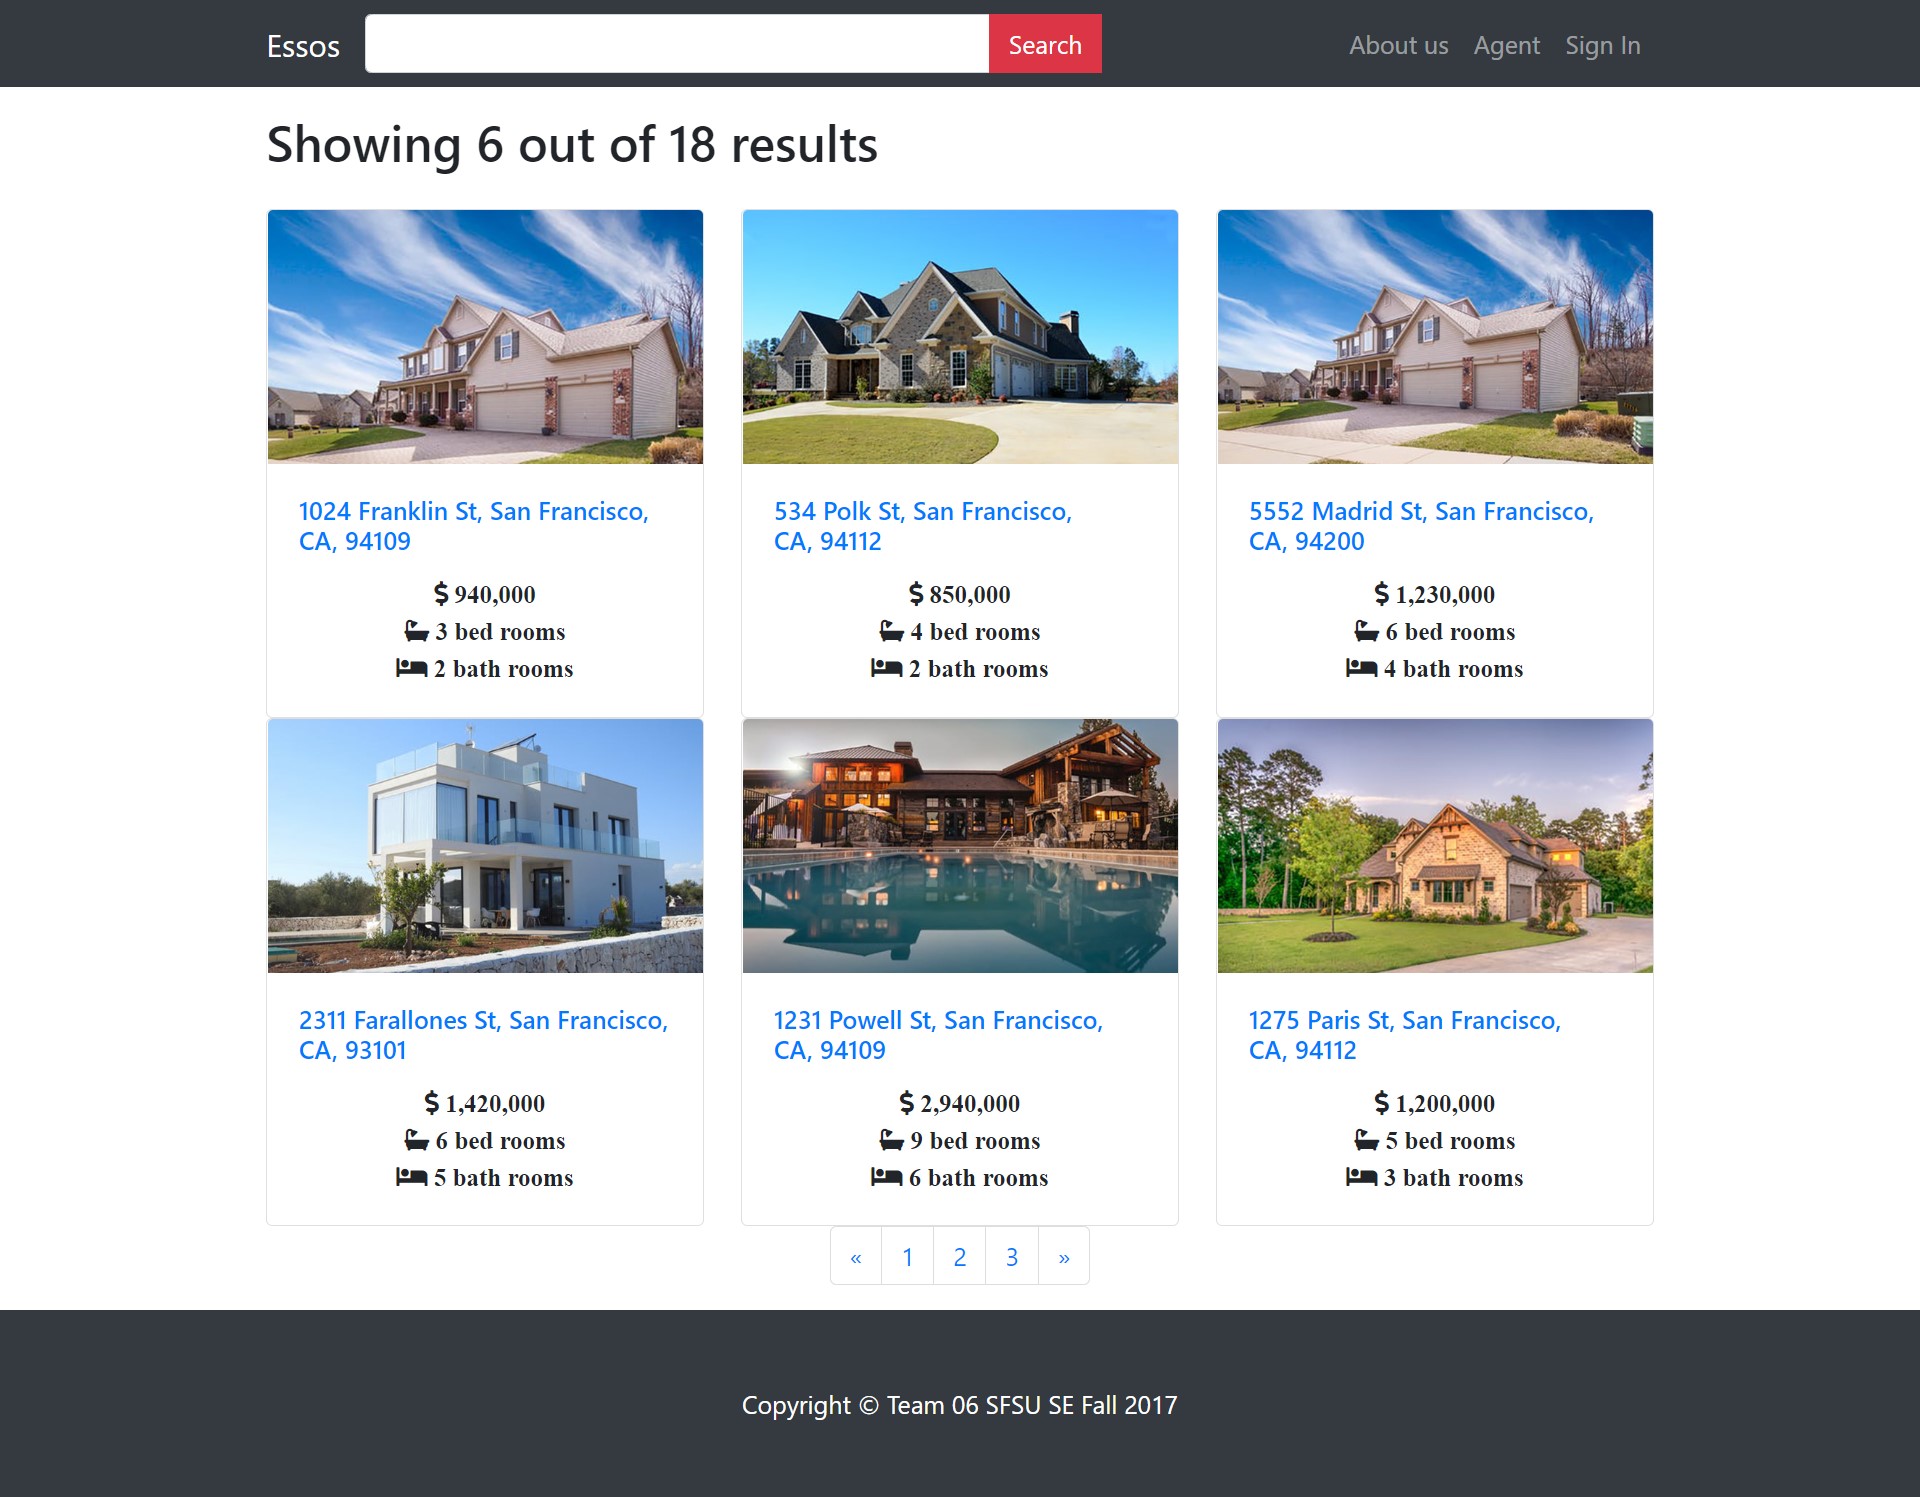 Essos Search About us Agent Sign In
Showing 6 out of 18 results
1024 Franklin St, San Francisco,
CA, 94109
$ 940,000
3 bed rooms
2 bath rooms
534 Polk St, San Francisco,
CA, 94112
$ 850,000
4 bed rooms
2 bath rooms
5552 Madrid St, San Francisco,
CA, 94200
$ 1,230,000
6 bed rooms
4 bath rooms
2311 Farallones St, San Francisco,
CA, 93101
$ 1,420,000
6 bed rooms
5 bath rooms
1231 Powell St, San Francisco,
CA, 94109
$ 2,940,000
9 bed rooms
6 bath rooms
1275 Paris St, San Francisco,
CA, 94112
$ 1,200,000
5 bed rooms
3 bath rooms
« 1 2 3 »
Copyright © Team 06 SFSU SE Fall 2017